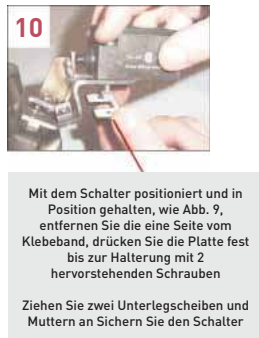 10
Mit dem Schalter positioniert und in
Position gehalten, wie Abb. 9,
entfernen Sie die eine Seite vom
Klebeband, drücken Sie die Platte fest
bis zur Halterung mit 2
hervorstehenden Schrauben
Ziehen Sie zwei Unterlegscheiben und
Muttern an Sichern Sie den Schalter